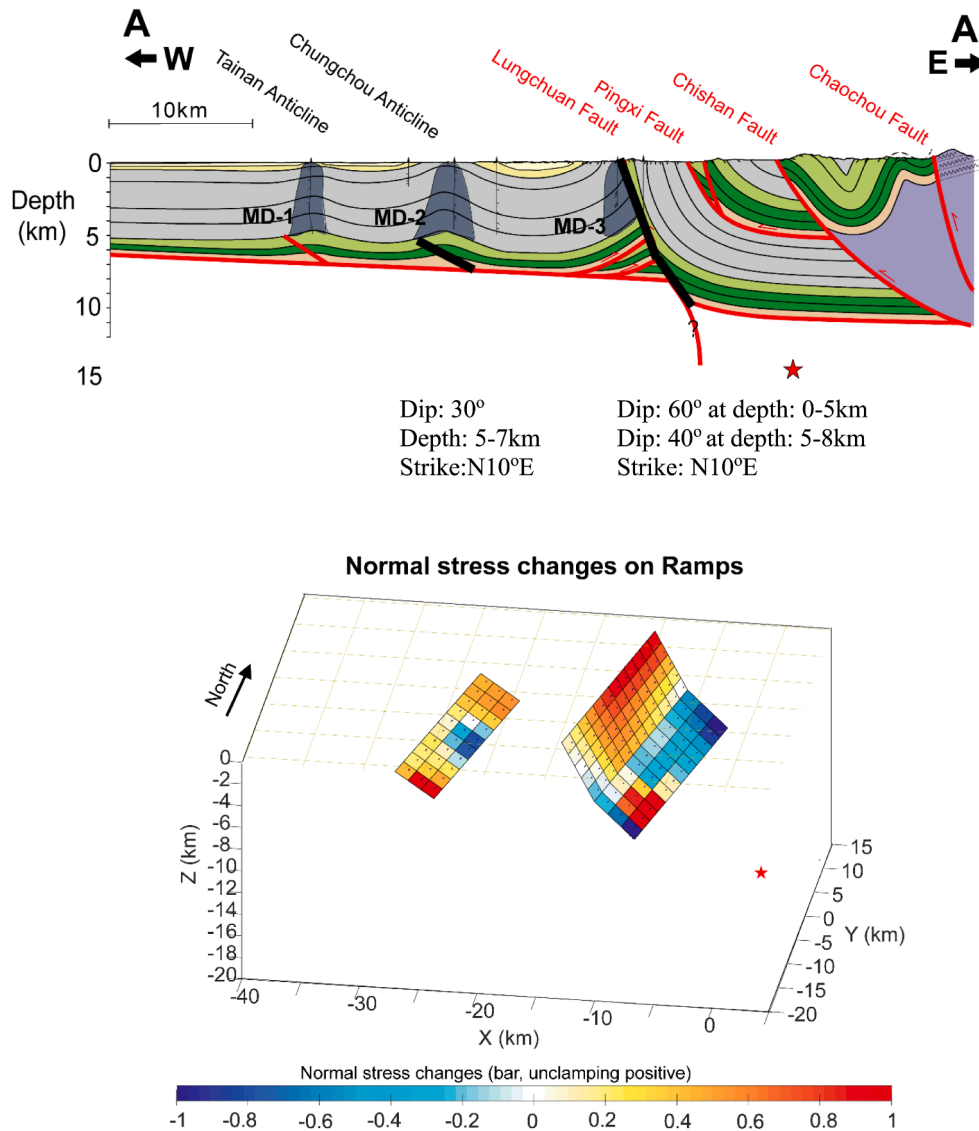 A
A
W
E
Tainan Anticline
Chungchou Anticline
Lungchuan Fault
Pingxi Fault
Chishan Fault
Chaochou Fault
10km
0
Depth
(km)
5
10
15
MD-1
MD-2
MD-3
?
Dip: 30º
Depth: 5-7km
Strike:N10ºE
Dip: 60º at depth: 0-5km
Dip: 40º at depth: 5-8km
Strike: N10ºE
Normal stress changes on Ramps
North
0
-2
-4
-6
-8
-10
-12
-14
-16
-18
-20
Z (km)
-40
-30
-20
-10
0
X (km)
15
10
5
0
-5
-10
-15
-20
Y (km)
Normal stress changes (bar, unclamping positive)
-1 -0.8 -0.6 -0.4 -0.2 0 0.2 0.4 0.6 0.8 1